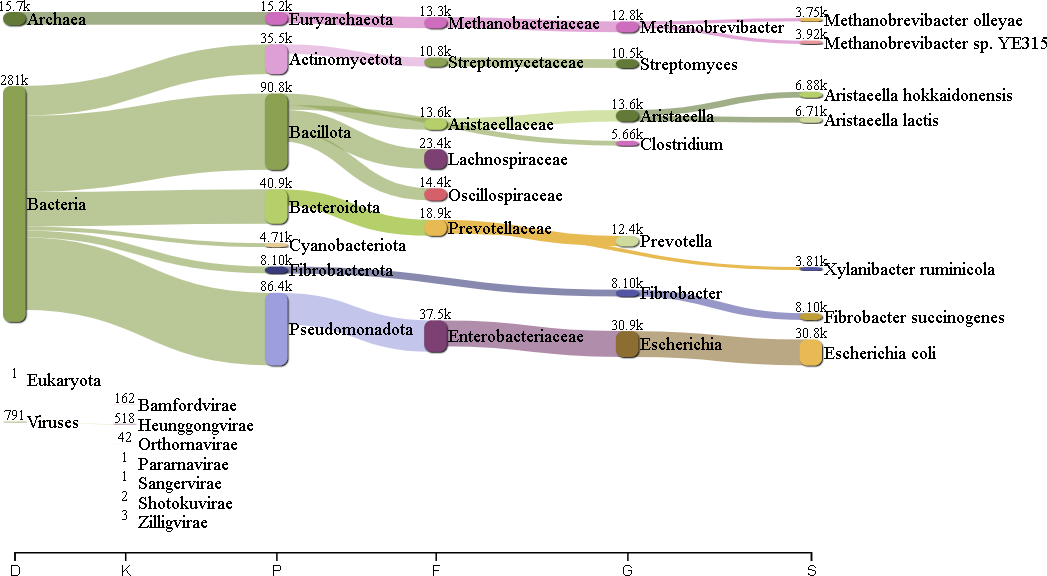 15.7k
Archaea
15.2k
Euryarchaeota
13.3k
Methanobacteriaceae
12.8k
Methanobrevibacter
3.75k
Methanobrevibacter olleyae
3.92k
Methanobrevibacter sp. YE315
35.5k
Actinomycetota
10.8k
Streptomycetaceae
10.5k
Streptomyces
281k
Bacteria
90.8k
Bacillota
13.6k
Aristaeellaceae
13.6k
Aristaeella
6.88k
Aristaeella hokkaidonensis
6.71k
Aristaeella lactis
5.66k
Clostridium
23.4k
Lachnospiraceae
14.4k
Oscillospiraceae
40.9k
Bacteroidota
18.9k
Prevotellaceae
12.4k
Prevotella
3.81k
Xylanibacter ruminicola
4.71k
Cyanobacteriota
8.10k
Fibrobacterota
8.10k
Fibrobacter
8.10k
Fibrobacter succinogenes
86.4k
Pseudomonadota
37.5k
Enterobacteriaceae
30.9k
Escherichia
30.8k
Escherichia coli
1
Eukaryota
791
Viruses
162
Bamfordvirae
518
Heunggongvirae
42
Orthornavirae
1
Pararnavirae
1
Sangervirae
2
Shotokuvirae
3
Zilligvirae
D K P F G S